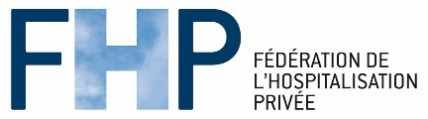 FHP
FÉDÉRATION DE
L'HOSPITALISATION
PRIVÉE